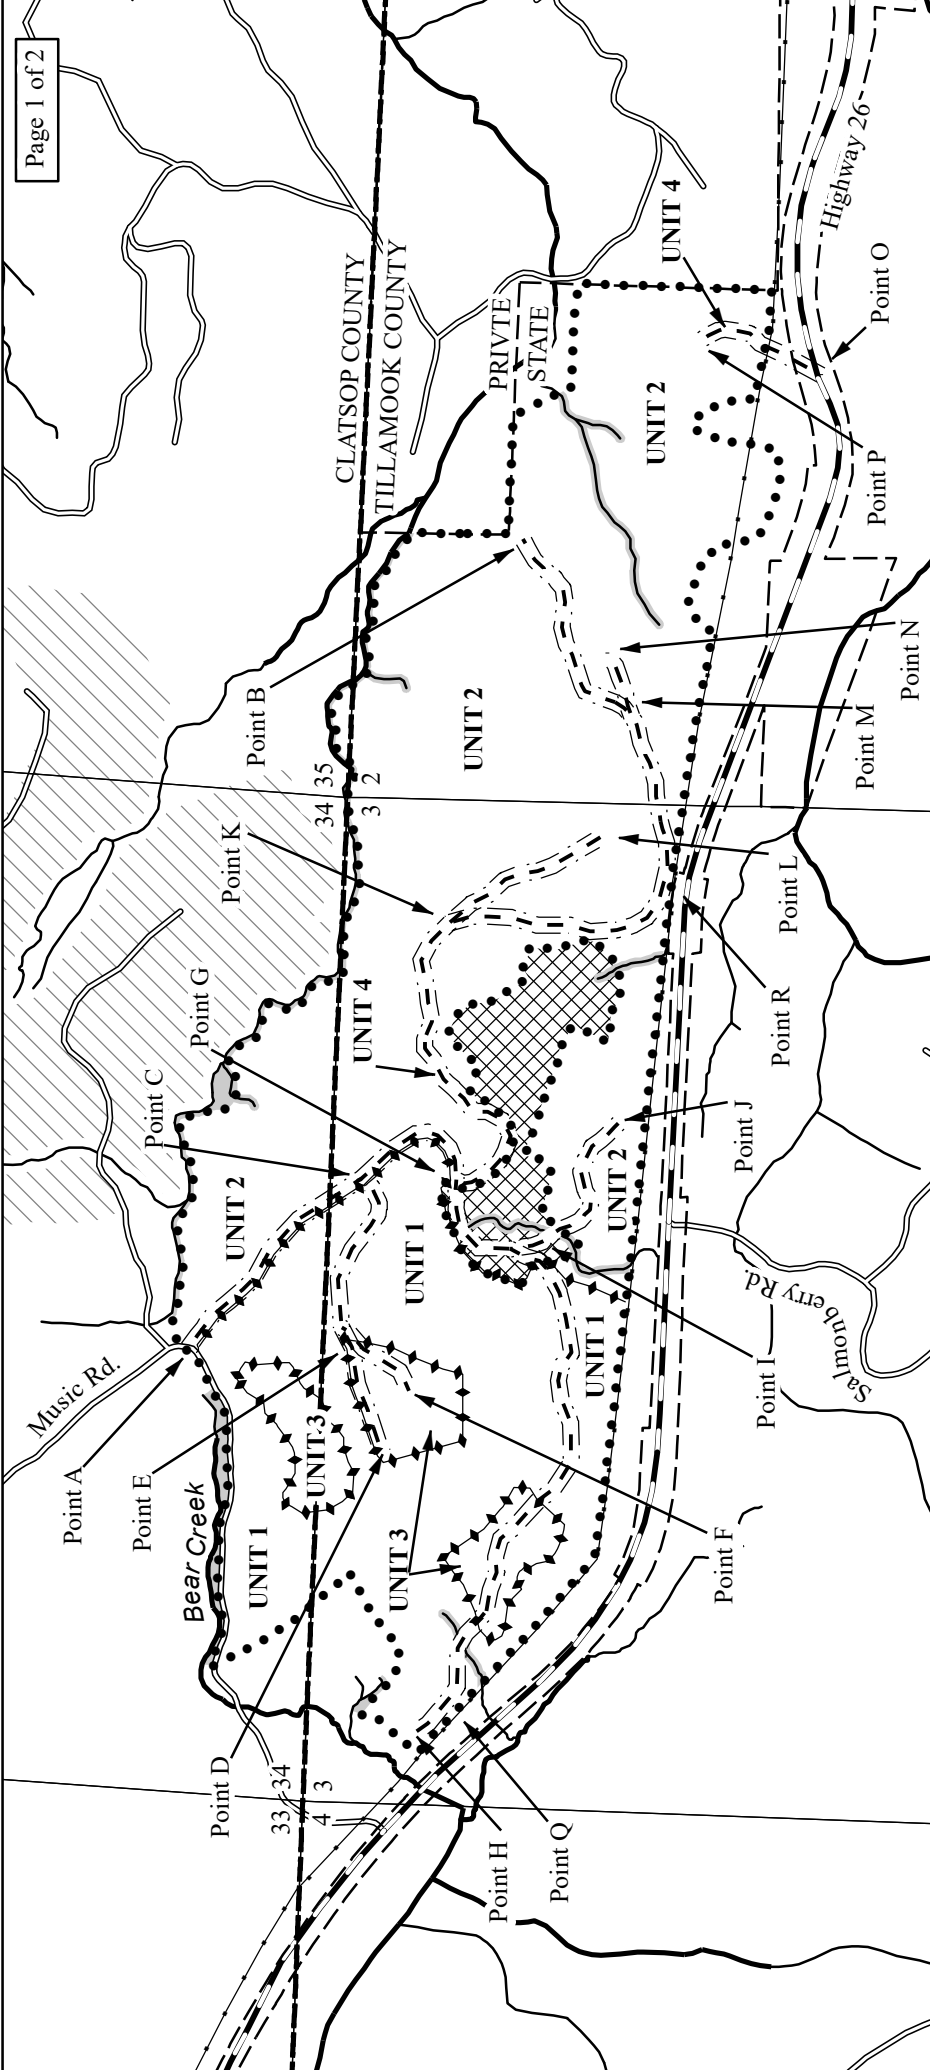 Page 1 of 2
CLATSOP COUNTY
TILLAMOOK COUNTY
PRIVTE
STATE
UNIT 4
Highway 26
Point O
UNIT 2
Point P
Point B
UNIT 2
Point N
Point M
35
34
2
3
Point K
Point L
Point G
UNIT 4
Point R
Point C
UNIT 2
UNIT 1
UNIT 2
Point J
Salmonberry Rd.
Music Rd.
UNIT 1
Point I
Point A
Point E
UNIT 3
Bear Creek
UNIT 1
UNIT 3
Point F
Point D
34
33
3
4
Point H
Point Q